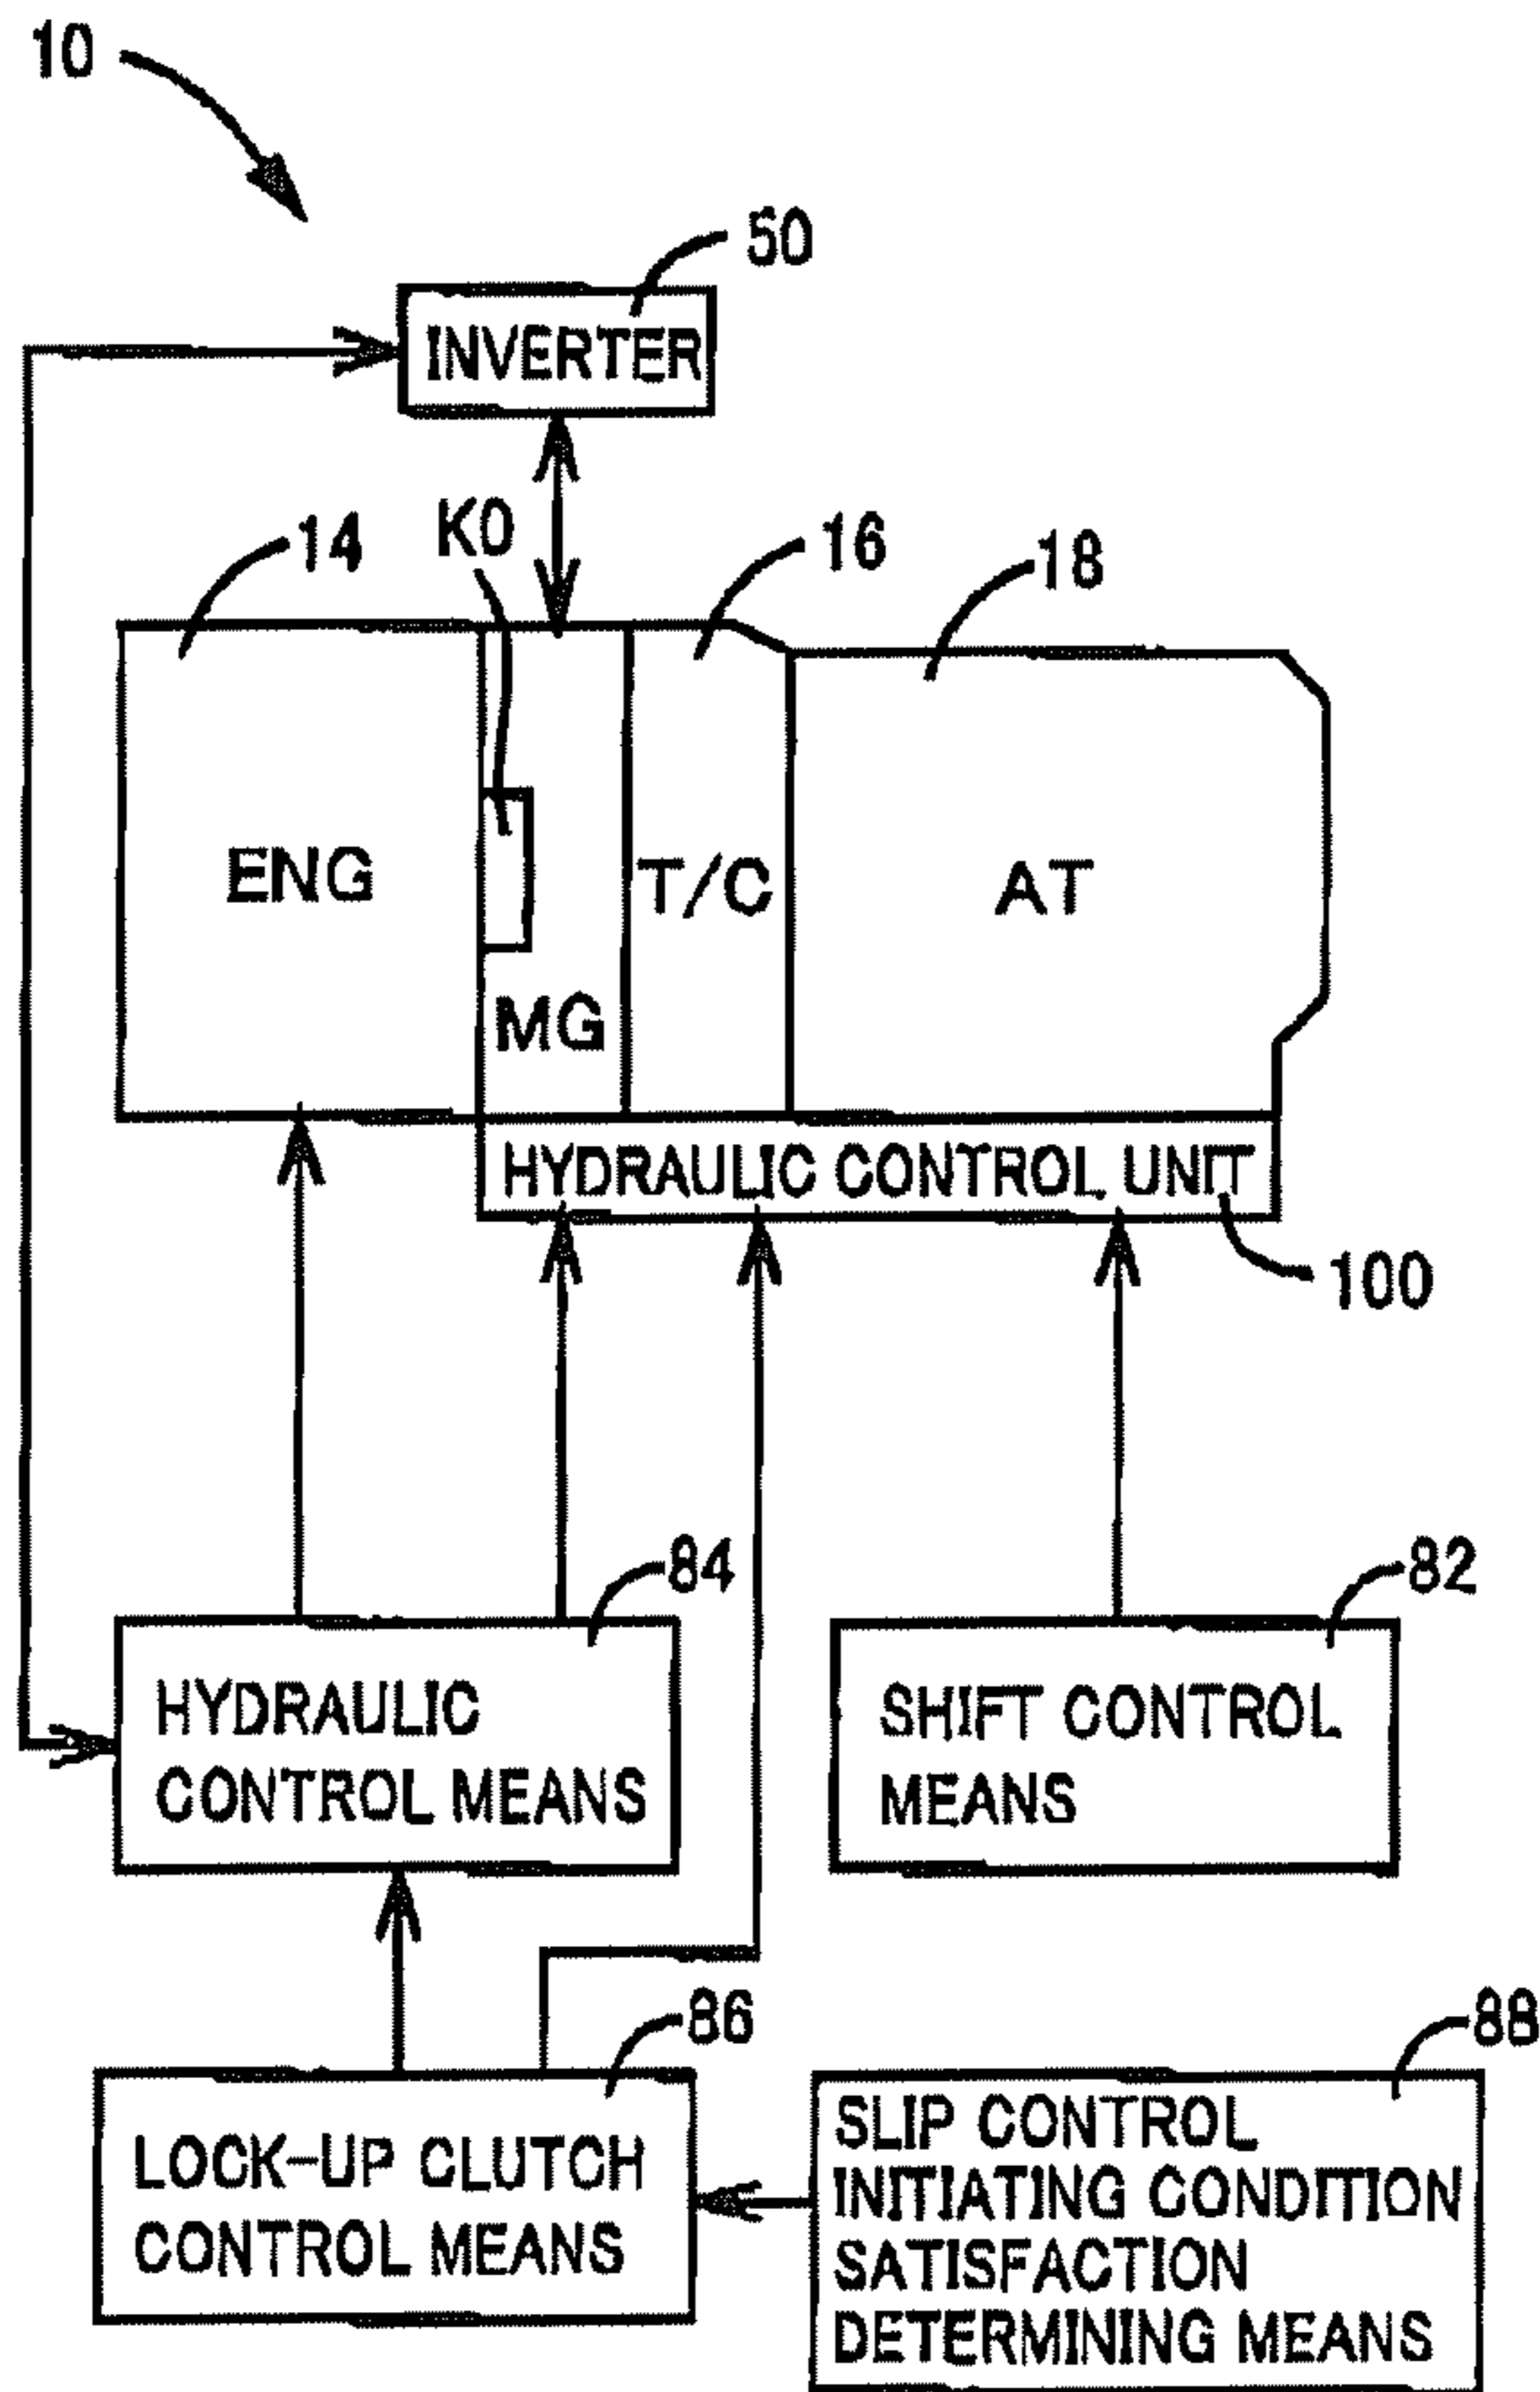 10
50
INVERTER
14
K0
16
18
ENG
MG
T/C
AT
HYDRAULIC CONTROL UNIT
100
84
82
HYDRAULIC
CONTROL MEANS
SHIFT CONTROL
MEANS
86
88
LOCK-UP CLUTCH
CONTROL MEANS
SLIP CONTROL
INITIATING CONDITION
SATISFACTION
DETERMINING MEANS